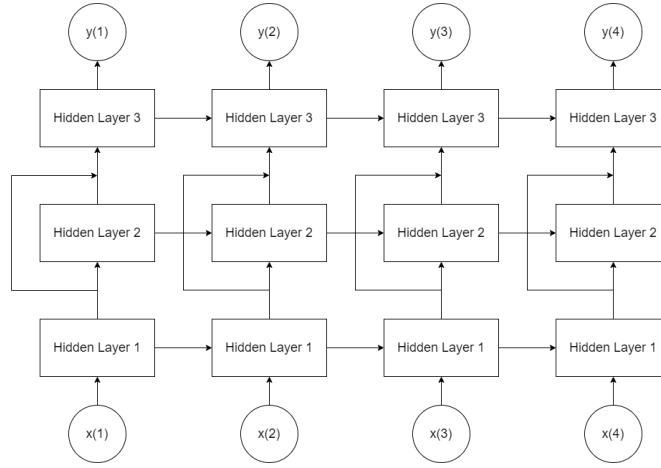 y(1) y(2) y(3) y(4)
Hidden Layer 3 Hidden Layer 3 Hidden Layer 3 Hidden Layer 3
Hidden Layer 2 Hidden Layer 2 Hidden Layer 2 Hidden Layer 2
Hidden Layer 1 Hidden Layer 1 Hidden Layer 1 Hidden Layer 1
x(1) x(2) x(3) x(4)